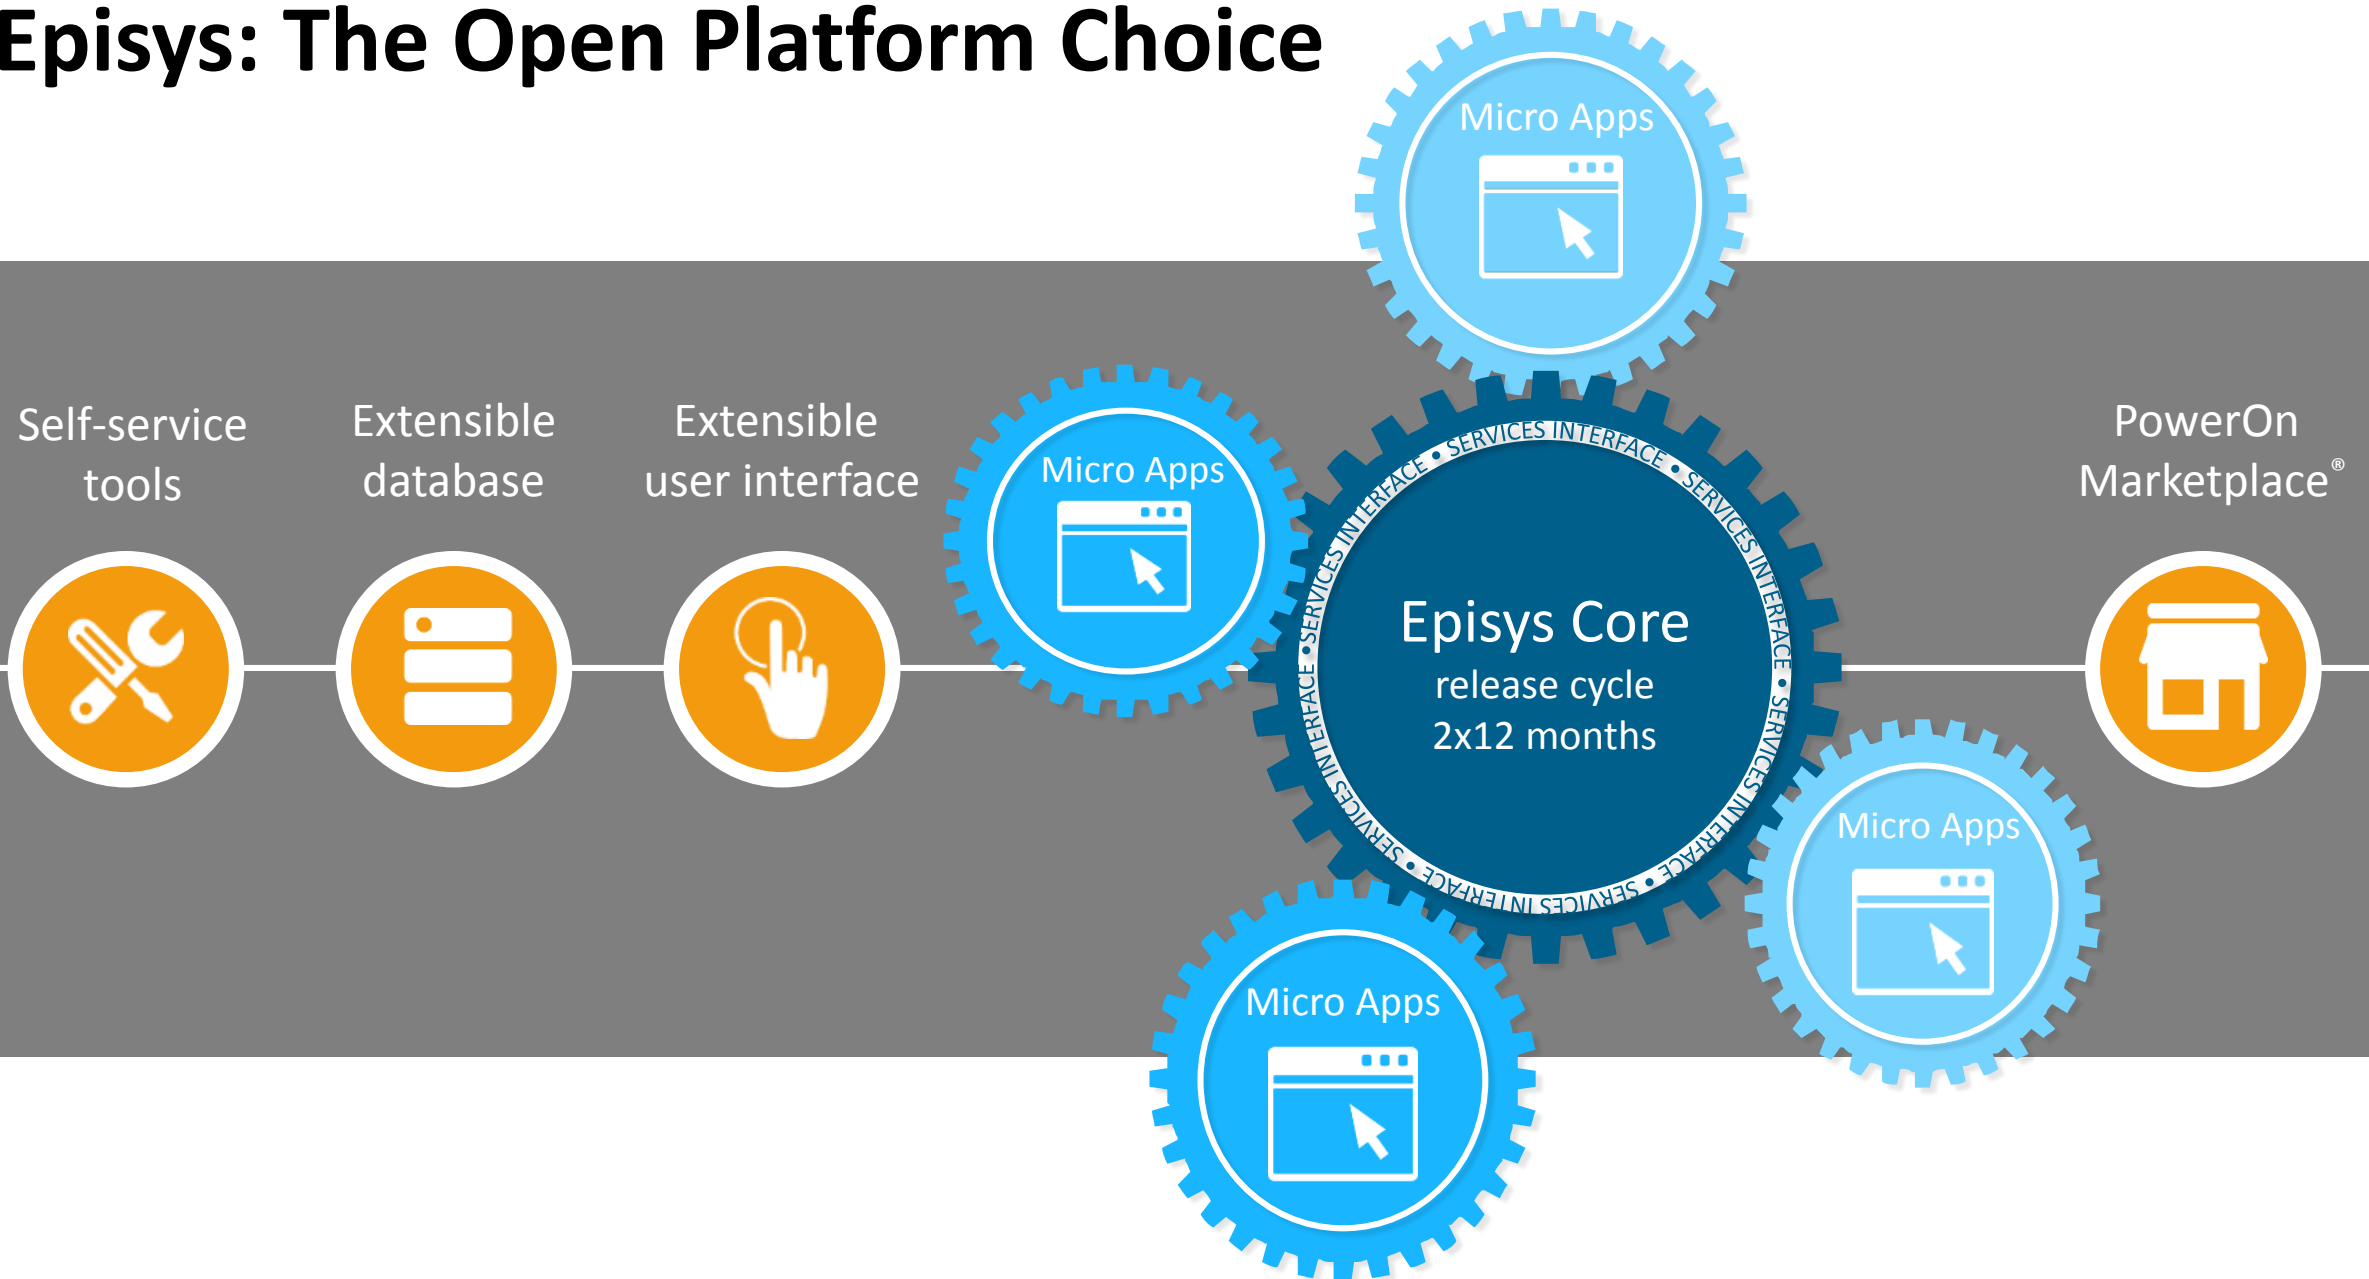 Episys: The Open Platform Choice
Micro Apps
Self-service
tools
Extensible
database
Extensible
user interface
Micro Apps
SERVICES INTERFACE • SERVICES INTERFACE • SERVICES INTERFACE • SERVICES INTERFACE • SERVICES INTERFACE • SERVICES INTERFACE •
Episys Core
release cycle
2x12 months
PowerOn
Marketplace®
Micro Apps
Micro Apps